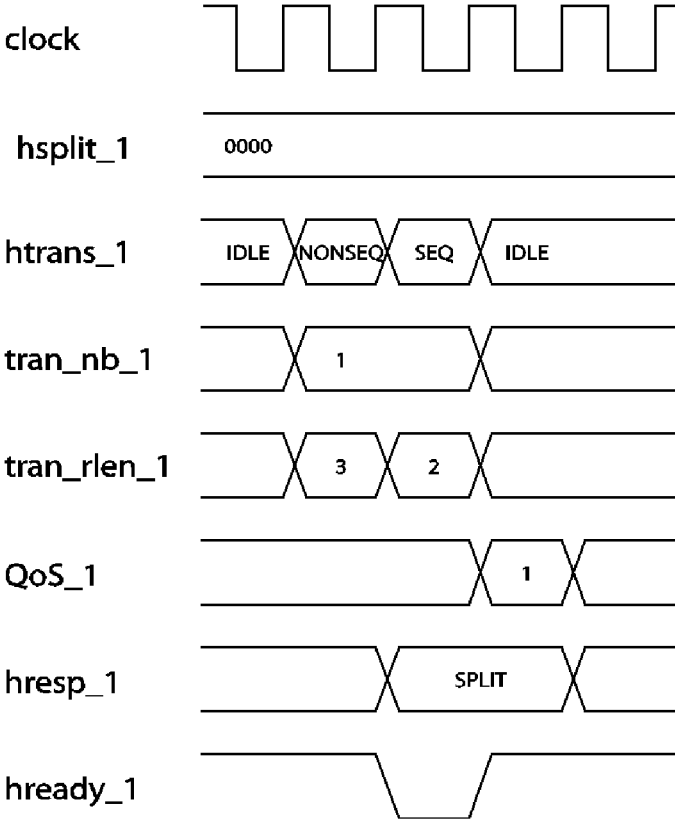 clock
hsplit_1 0000
htrans_1 IDLE NONSEQ SEQ IDLE
tran_nb_1 1
tran_rlen_1 3 2
QoS_1 1
hresp_1 SPLIT
hready_1